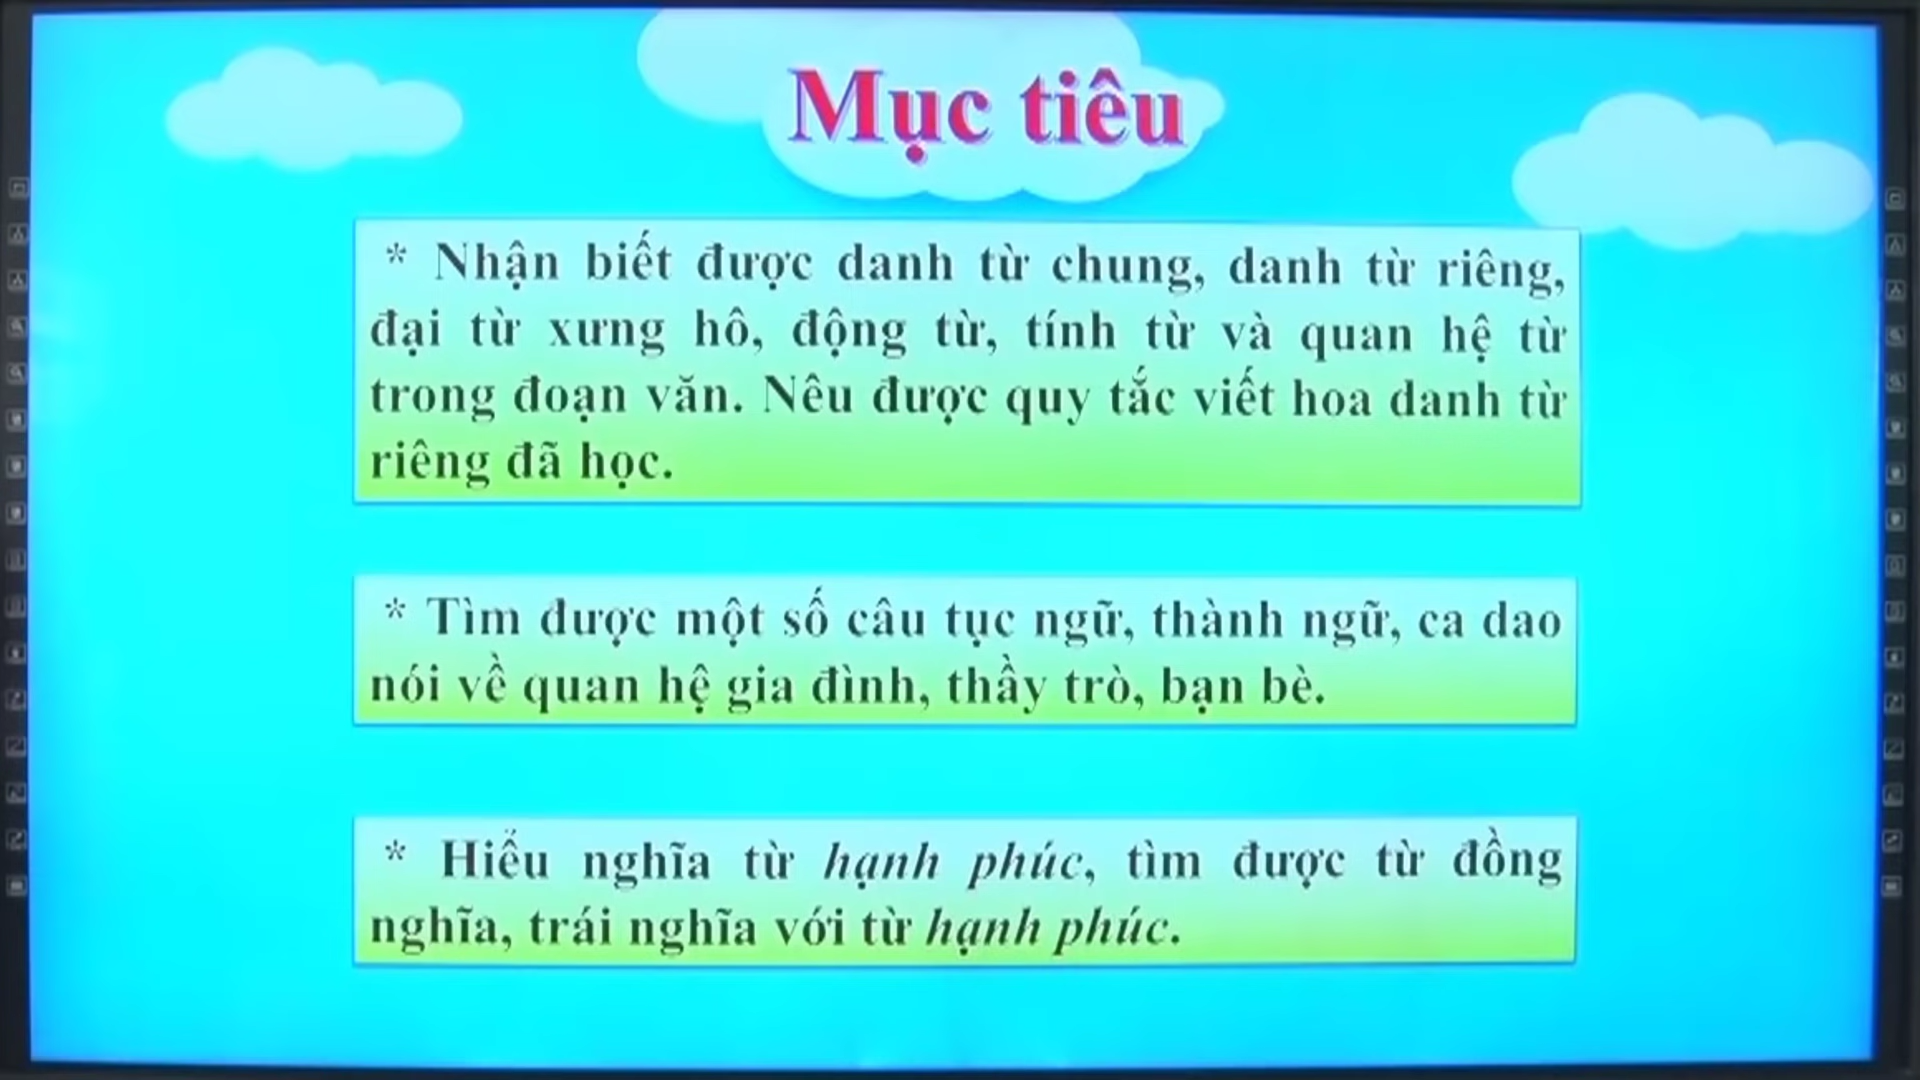 Mục tiêu
* Nhận biết được danh từ chung, danh từ riêng,
đại từ xưng hô, động từ, tính từ và quan hệ từ
trong đoạn văn. Nêu được quy tắc viết hoa danh từ
riêng đã học.
* Tìm được một số câu tục ngữ, thành ngữ, ca dao
nói về quan hệ gia đình, thầy trò, bạn bè.
* Hiểu nghĩa từ hạnh phúc, tìm được từ đồng
nghĩa, trái nghĩa với từ hạnh phúc.